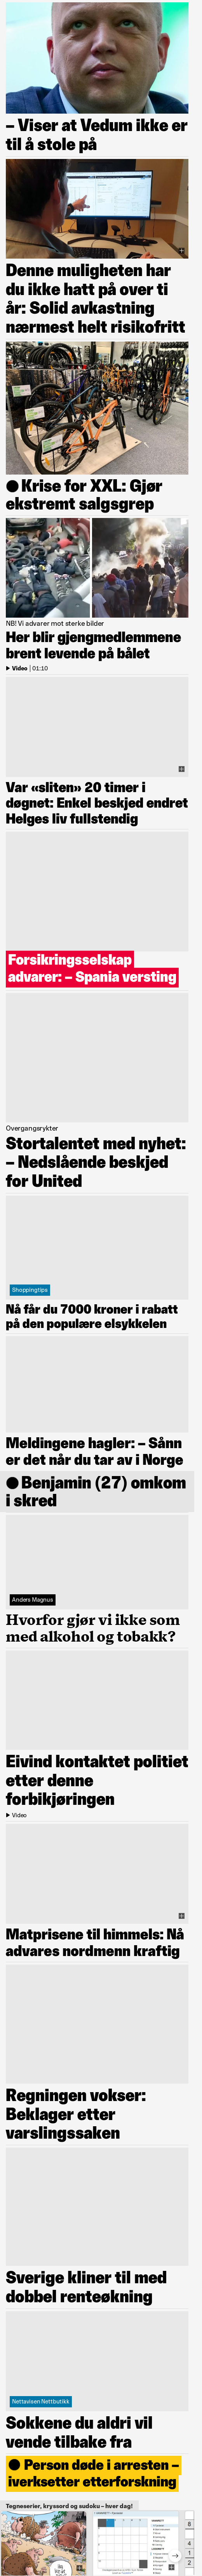 – Viser at Vedum ikke er
til å stole på
Denne muligheten har
du ikke hatt på over ti
år: Solid avkastning
nærmest helt risikofritt
Krise for XXL: Gjør
ekstremt salgsgrep
NB! Vi advarer mot sterke bilder
Her blir gjengmedlemmene
brent levende på bålet
Video | 01:10
Var «sliten» 20 timer i
døgnet: Enkel beskjed endret
Helges liv fullstendig
Forsikringsselskap
advarer: – Spania versting
Overgangsrykter
Stortalentet med nyhet:
– Nedslående beskjed
for United
Shoppingtips
Nå får du 7000 kroner i rabatt
på den populære elsykkelen
Meldingene hagler: – Sånn
er det når du tar av i Norge
Benjamin (27) omkom
i skred
Anders Magnus
Hvorfor gjør vi ikke som
med alkohol og tobakk?
Eivind kontaktet politiet
etter denne
forbikjøringen
Video
Matprisene til himmels: Nå
advares nordmenn kraftig
Regningen vokser:
Beklager etter
varslingssaken
Sverige kliner til med
dobbel renteøkning
Nettavisen Nettbutikk
Sokkene du aldri vil
vende tilbake fra
Person døde i arresten –
iverksetter etterforskning
Tegneserier, kryssord og sudoku – hver dag!
8
4
1
2